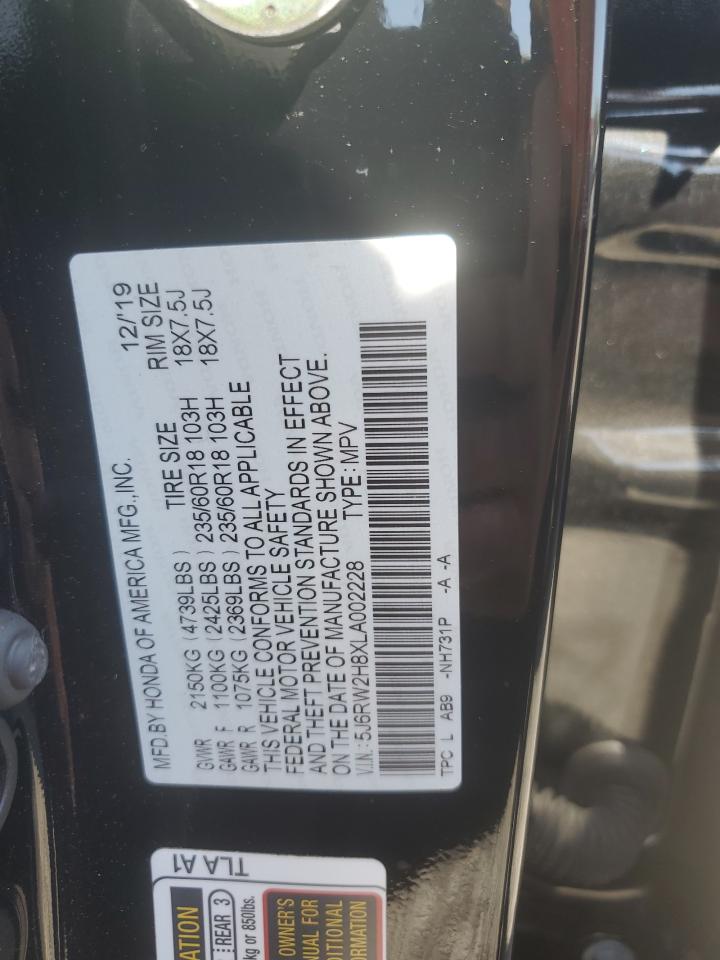 MFD.BY HONDA OF AMERICA MFG.,INC. 12/'19
TIRE SIZE RIM SIZE
GVWR 2150KG (4739LBS)
GAWR F 1100KG (2425LBS) 235/60R18 103H 18X7.5J
GAWR R 1075KG (2369LBS) 235/60R18 103H 18X7.5J
THIS VEHICLE CONFORMS TO ALL APPLICABLE
FEDERAL MOTOR VEHICLE SAFETY
AND THEFT PREVENTION STANDARDS IN EFFECT
ON THE DATE OF MANUFACTURE SHOWN ABOVE.
V.I.N.:5J6RW2H8XLA002228 TYPE:MPV
TPC L AB9 -NH731P -A -A
TLA A1
REAR 3
kg or 850lbs.
OWNER'S
FOR